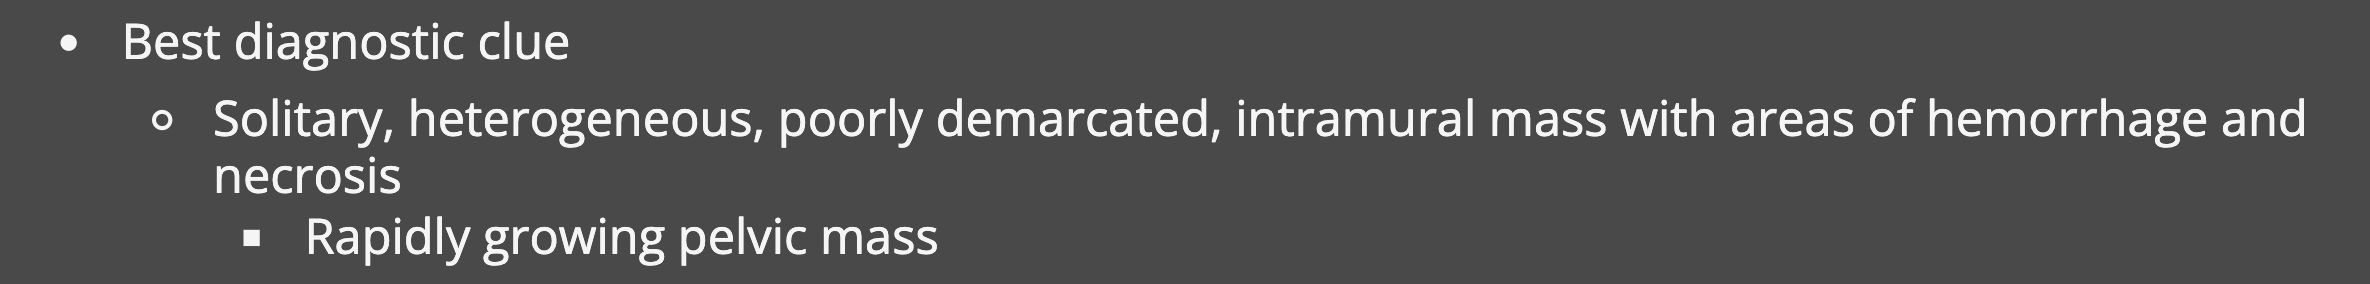 • Best diagnostic clue
◦ Solitary, heterogeneous, poorly demarcated, intramural mass with areas of hemorrhage and
necrosis
▪ Rapidly growing pelvic mass